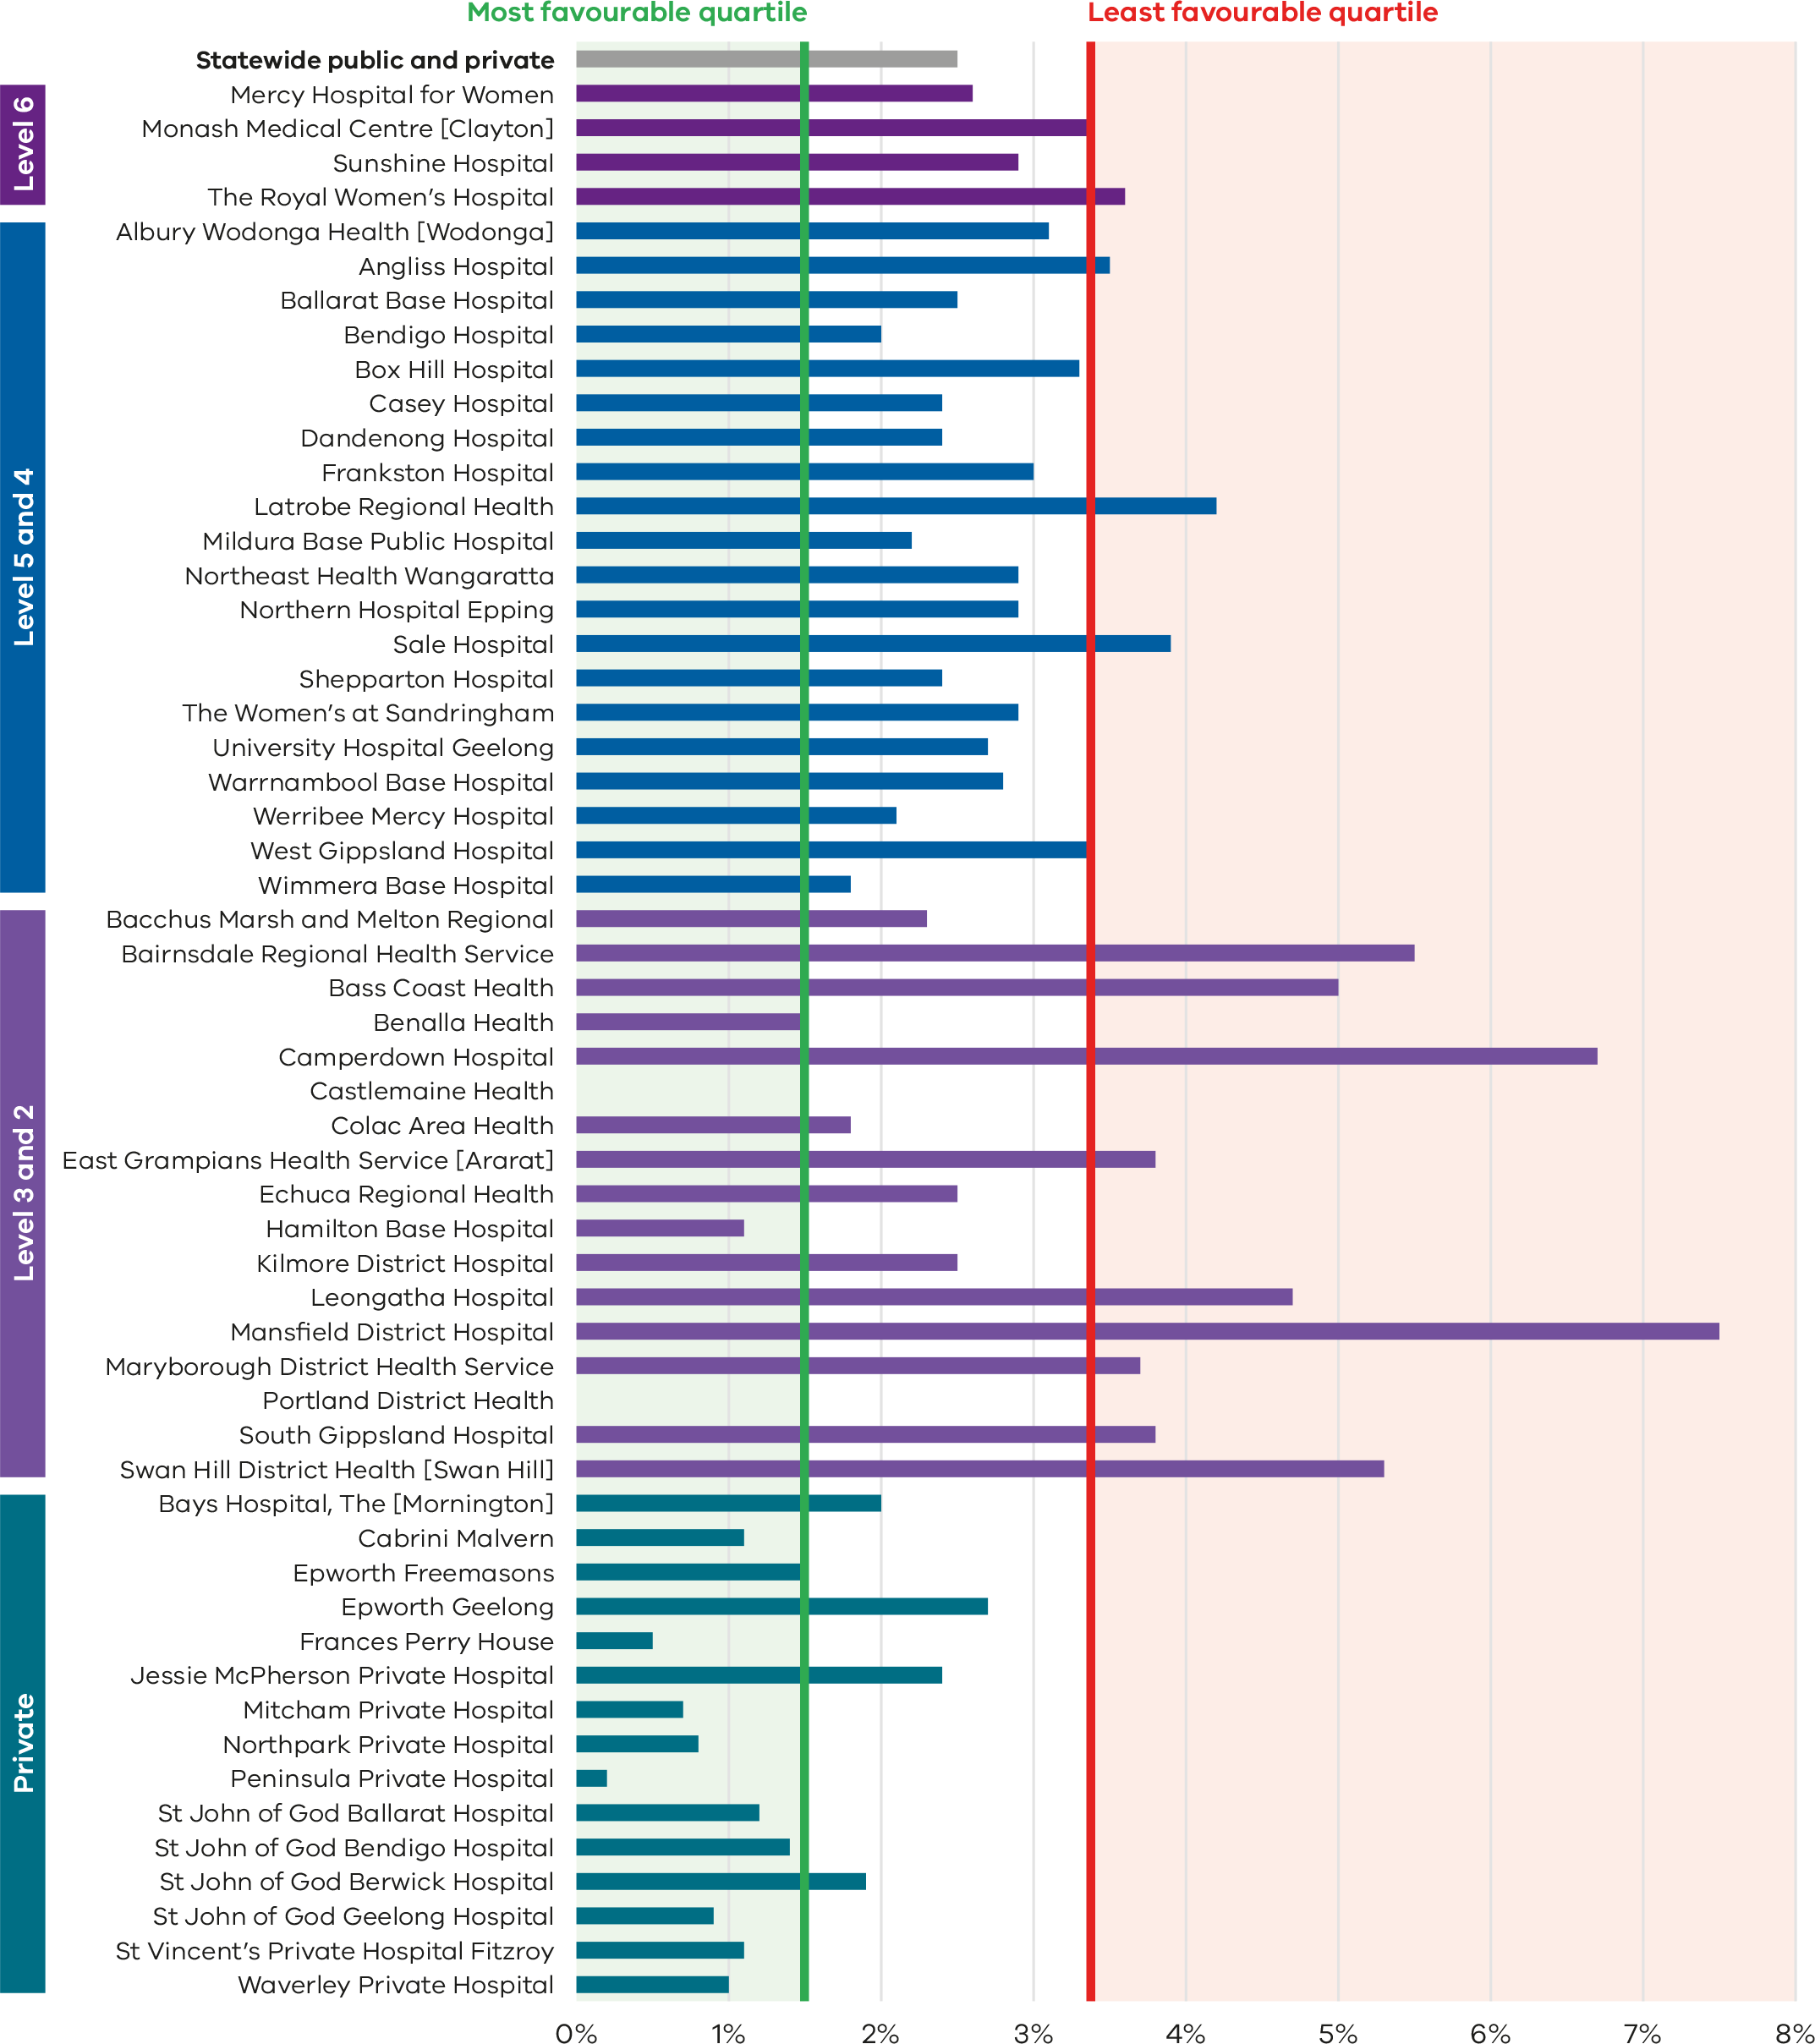 Most favourable quartile
Least favourable quartile
Statewide public and private
Level 6
Mercy Hospital for Women
Monash Medical Centre [Clayton]
Sunshine Hospital
The Royal Women’s Hospital
Level 5 and 4
Albury Wodonga Health [Wodonga]
Angliss Hospital
Ballarat Base Hospital
Bendigo Hospital
Box Hill Hospital
Casey Hospital
Dandenong Hospital
Frankston Hospital
Latrobe Regional Health
Mildura Base Public Hospital
Northeast Health Wangaratta
Northern Hospital Epping
Sale Hospital
Shepparton Hospital
The Women’s at Sandringham
University Hospital Geelong
Warrnambool Base Hospital
Werribee Mercy Hospital
West Gippsland Hospital
Wimmera Base Hospital
Level 3 and 2
Bacchus Marsh and Melton Regional
Bairnsdale Regional Health Service
Bass Coast Health
Benalla Health
Camperdown Hospital
Castlemaine Health
Colac Area Health
East Grampians Health Service [Ararat]
Echuca Regional Health
Hamilton Base Hospital
Kilmore District Hospital
Leongatha Hospital
Mansfield District Hospital
Maryborough District Health Service
Portland District Health
South Gippsland Hospital
Swan Hill District Health [Swan Hill]
Private
Bays Hospital, The [Mornington]
Cabrini Malvern
Epworth Freemasons
Epworth Geelong
Frances Perry House
Jessie McPherson Private Hospital
Mitcham Private Hospital
Northpark Private Hospital
Peninsula Private Hospital
St John of God Ballarat Hospital
St John of God Bendigo Hospital
St John of God Berwick Hospital
St John of God Geelong Hospital
St Vincent’s Private Hospital Fitzroy
Waverley Private Hospital
0% 1% 2% 3% 4% 5% 6% 7% 8%